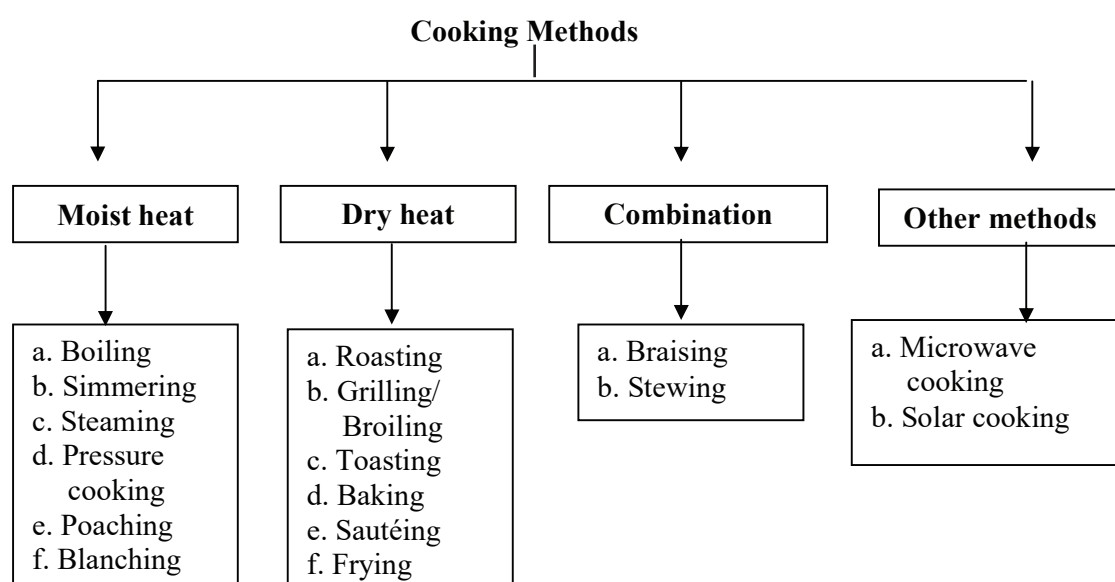 Cooking Methods
Moist heat
Dry heat
Combination
Other methods
a. Boiling
b. Simmering
c. Steaming
d. Pressure
cooking
e. Poaching
f. Blanching
a. Roasting
b. Grilling/
Broiling
c. Toasting
d. Baking
e. Sautéing
f. Frying
a. Braising
b. Stewing
a. Microwave
cooking
b. Solar cooking